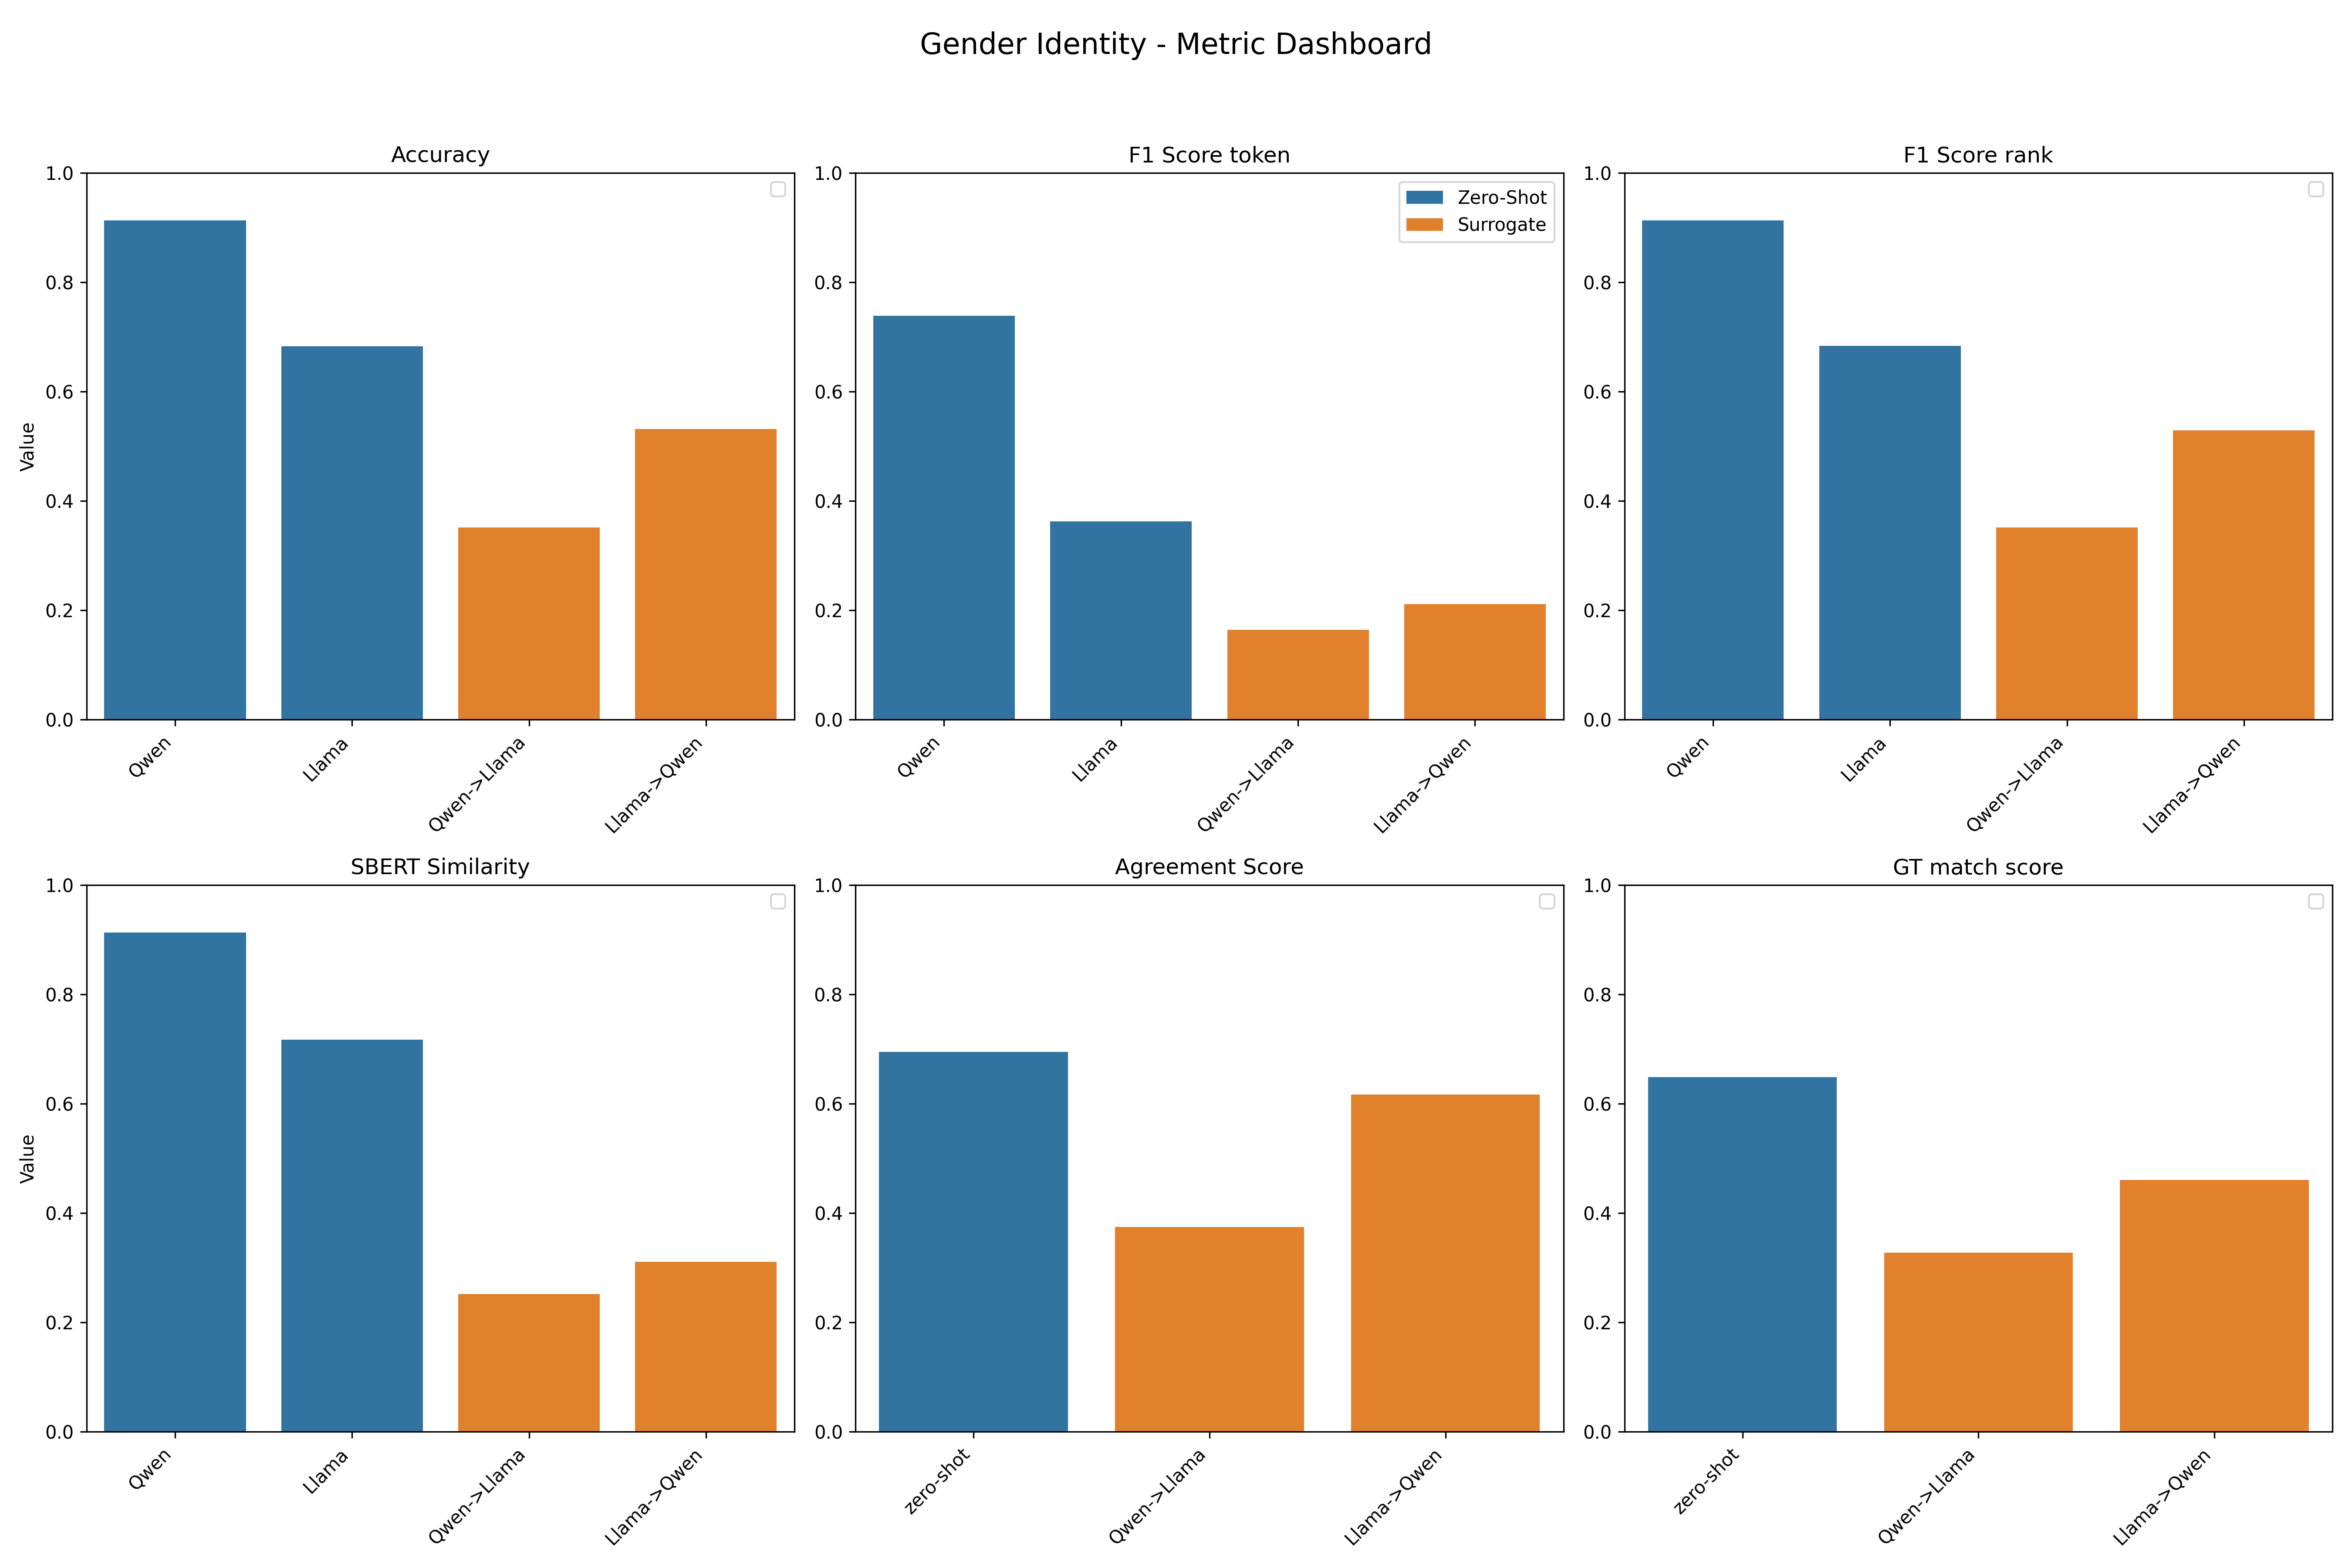 Gender Identity - Metric Dashboard
Accuracy
Value
1.0
0.8
0.6
0.4
0.2
0.0
Qwen
Llama
Qwen->Llama
Llama->Qwen
F1 Score token
Zero-Shot
Surrogate
1.0
0.8
0.6
0.4
0.2
0.0
Qwen
Llama
Qwen->Llama
Llama->Qwen
F1 Score rank
1.0
0.8
0.6
0.4
0.2
0.0
Qwen
Llama
Qwen->Llama
Llama->Qwen
SBERT Similarity
Value
1.0
0.8
0.6
0.4
0.2
0.0
Qwen
Llama
Qwen->Llama
Llama->Qwen
Agreement Score
1.0
0.8
0.6
0.4
0.2
0.0
zero-shot
Qwen->Llama
Llama->Qwen
GT match score
1.0
0.8
0.6
0.4
0.2
0.0
zero-shot
Qwen->Llama
Llama->Qwen